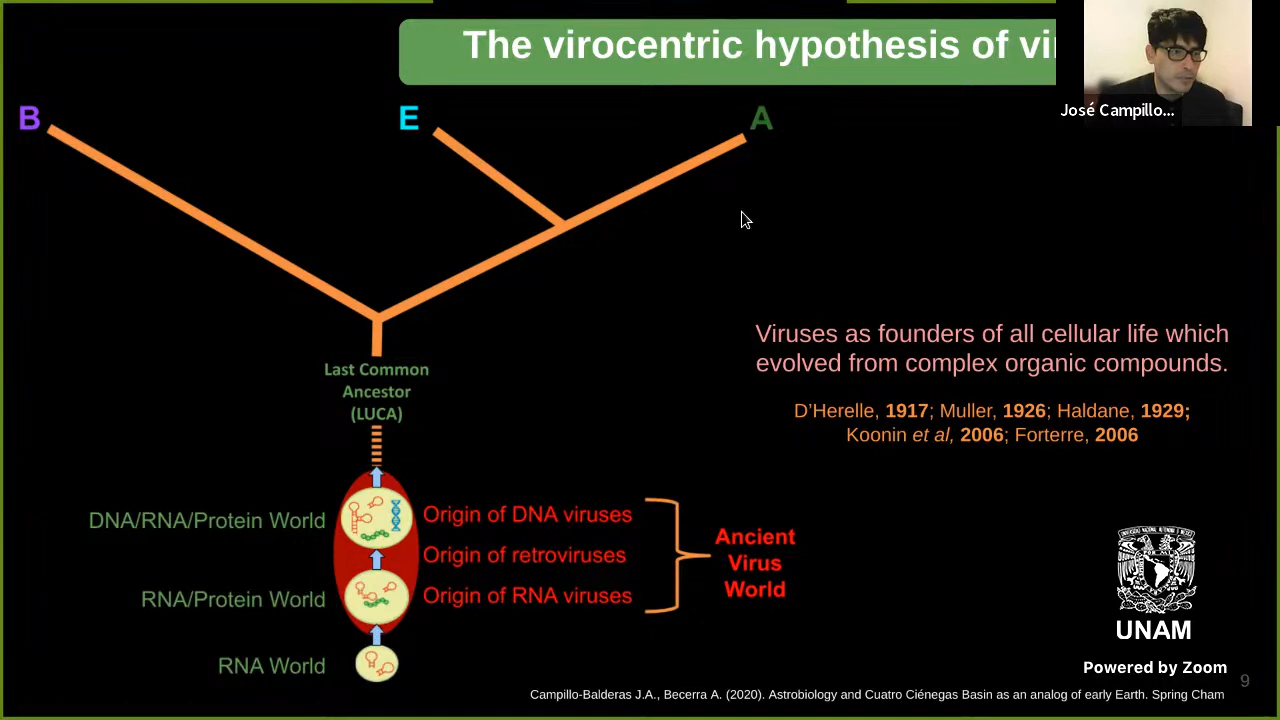 The virocentric hypothesis of vi
José Campillo...
B
E
A
Last Common
Ancestor
(LUCA)
Viruses as founders of all cellular life which
evolved from complex organic compounds.
D'Herelle, 1917; Muller, 1926; Haldane, 1929;
Koonin et al, 2006; Forterre, 2006
DNA/RNA/Protein World
Origin of DNA viruses
Origin of retroviruses
RNA/Protein World
Origin of RNA viruses
Ancient
Virus
World
RNA World
UNAM
Powered by Zoom
9
Campillo-Balderas J.A., Becerra A. (2020). Astrobiology and Cuatro Ciénegas Basin as an analog of early Earth. Spring Cham